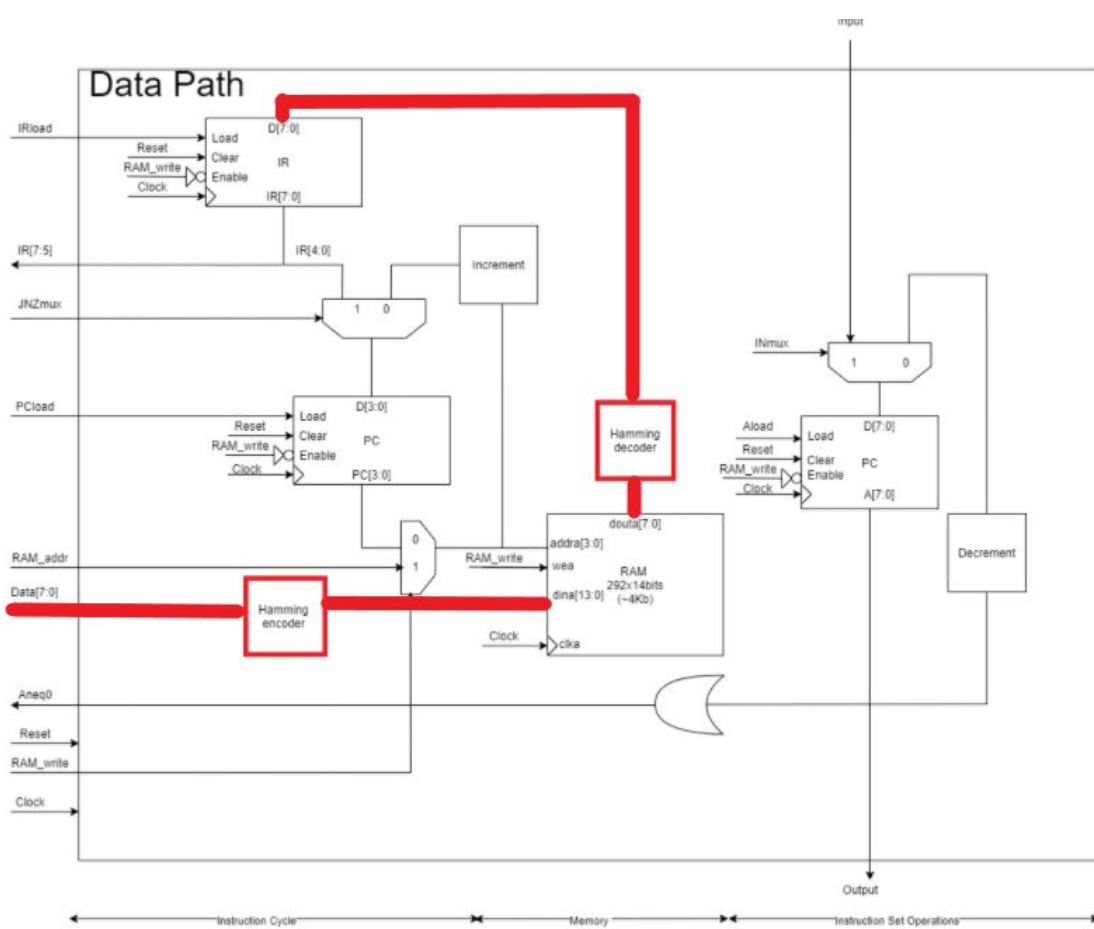 Input
Data Path
IRload
D[7:0]
Load
Reset
Clear
IR
RAM_write
Enable
Clock
IR[7:0]
IR[7:5]
IR[4:0]
Increment
JNZmux
1 0
INmux
1 0
PCload
D[3:0]
Load
Reset
Clear
PC
RAM_write
Enable
Clock
PC[3:0]
Hamming
decoder
Aload
D[7:0]
Load
Reset
Clear
PC
RAM_write
Enable
Clock
A[7:0]
douta[7:0]
0
addra[3:0]
RAM_addr
1
RAM_write
wea
RAM
292x14bits
(~4Kb)
Decrement
Data[7:0]
Hamming
encoder
dina[13:0]
Clock
clka
Aneq0
Reset
RAM_write
Clock
Output
Instruction Cycle
Memory
Instruction Set Operations